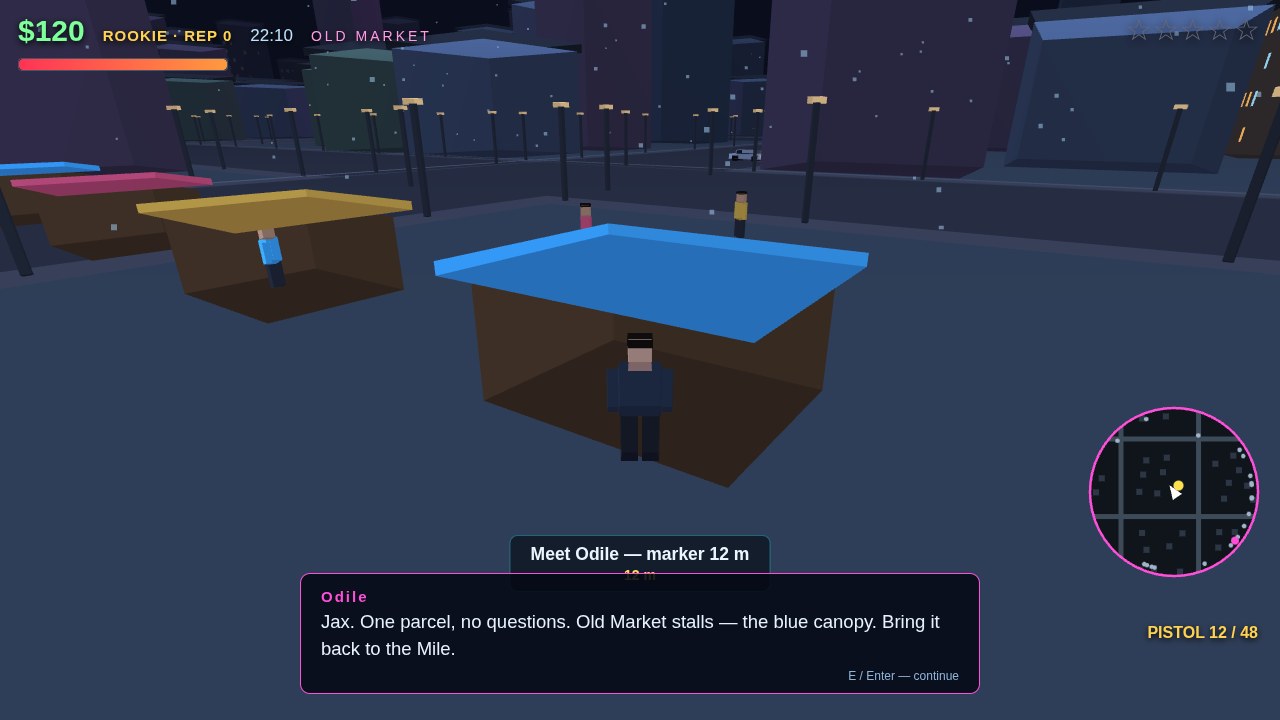 $120 ROOKIE · REP 0 22:10 OLD MARKET
Meet Odile — marker 12 m
12 m
Odile
Jax. One parcel, no questions. Old Market stalls — the blue canopy. Bring it
back to the Mile.
E / Enter — continue
PISTOL 12 / 48